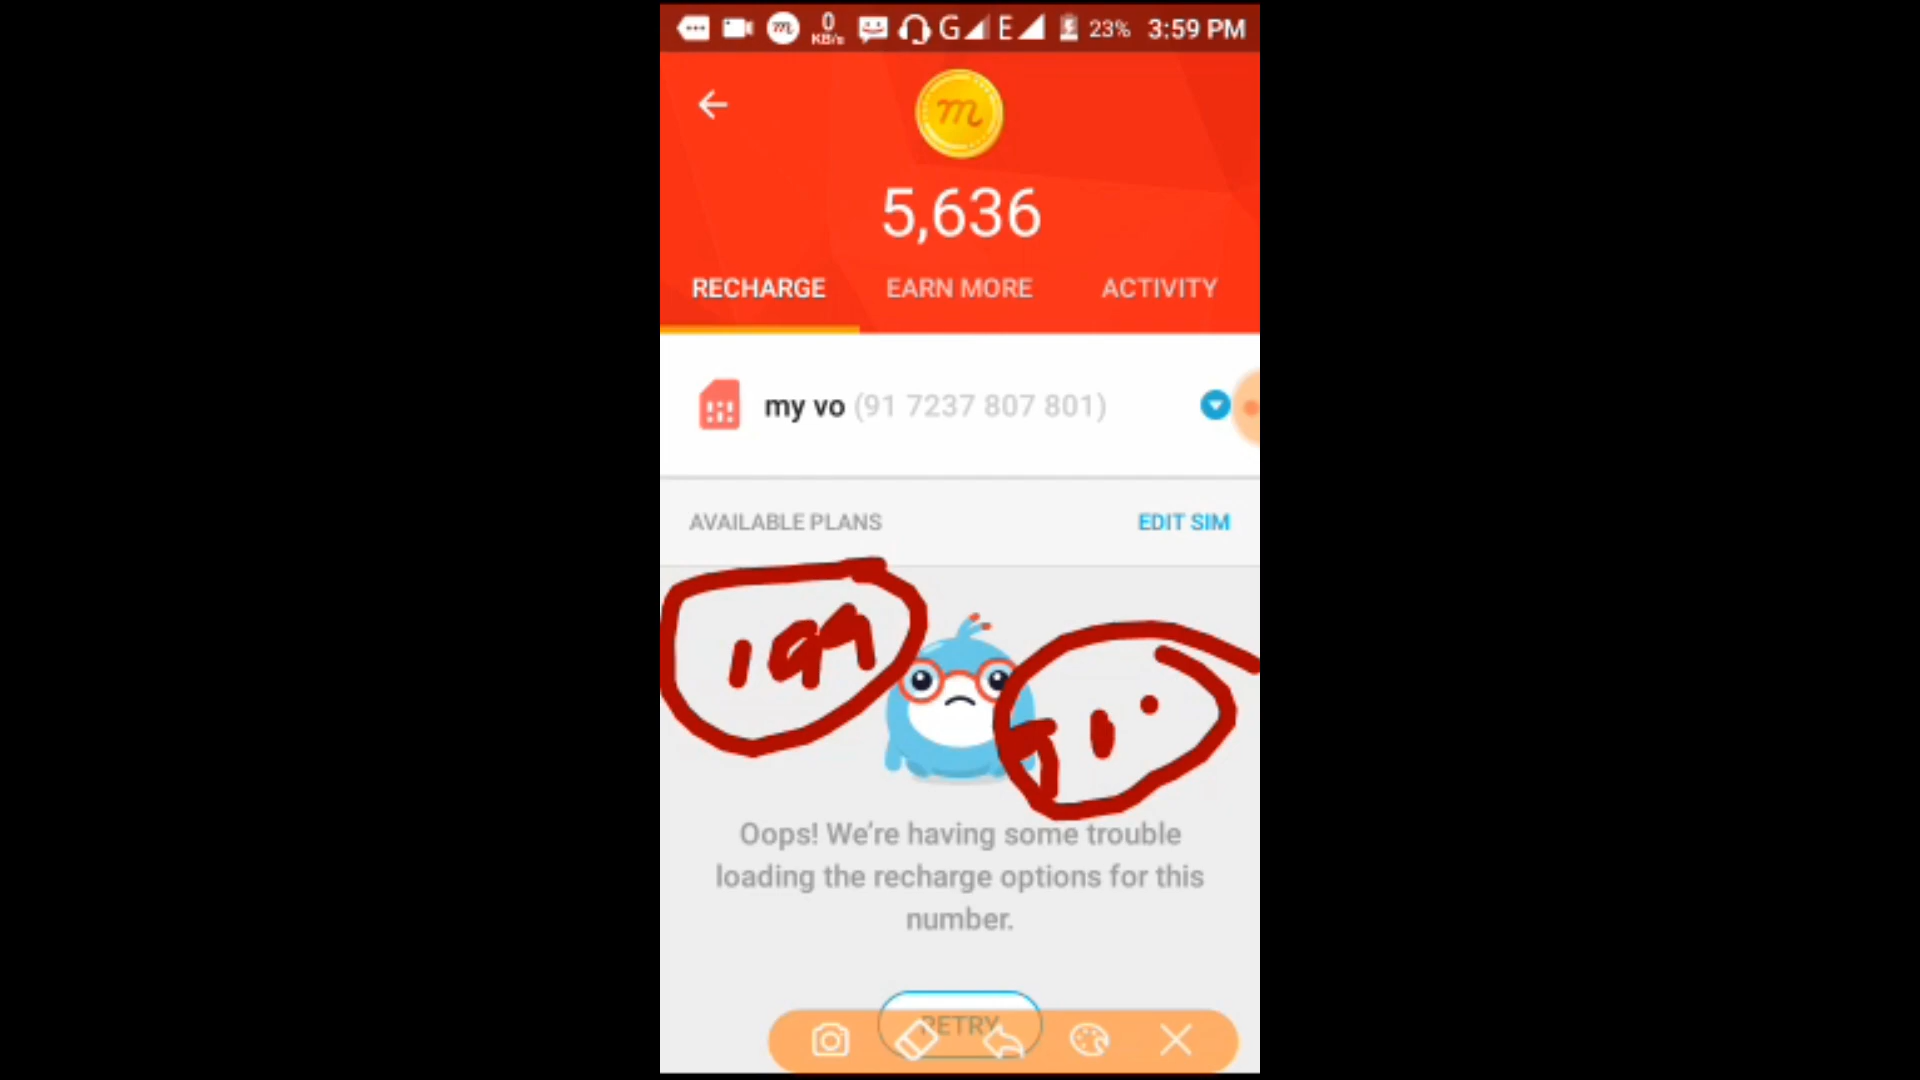 0 KB/s G E 23% 3:59 PM
m
5,636
RECHARGE EARN MORE ACTIVITY
my vo (91 7237 807 801)
AVAILABLE PLANS EDIT SIM
199
Oops! We're having some trouble
loading the recharge options for this
number.
RETRY